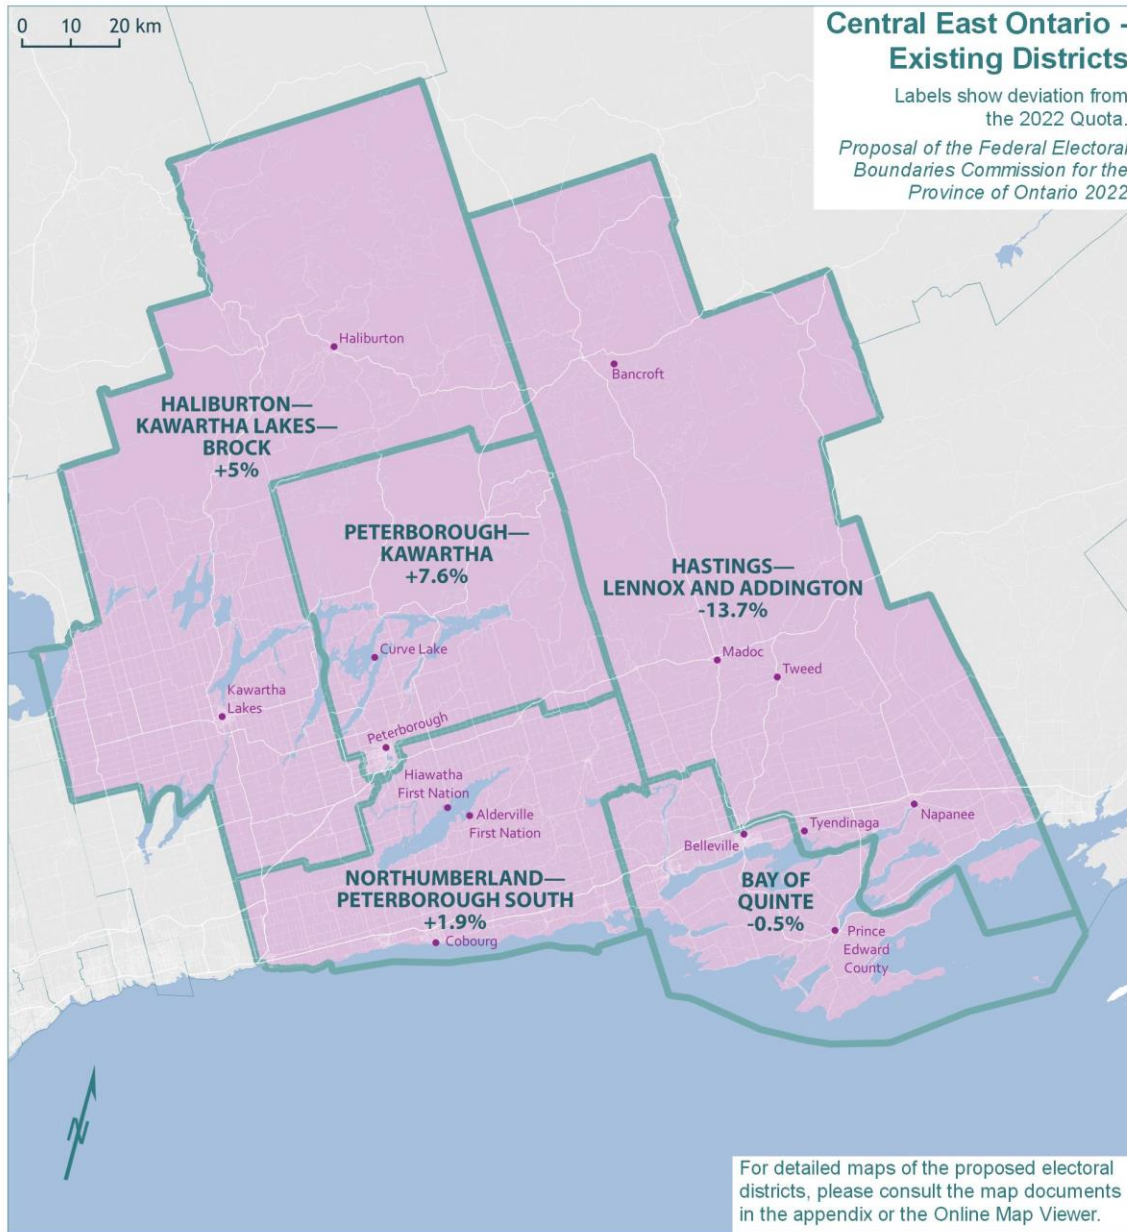 0 10 20 km
Central East Ontario -
Existing Districts
Labels show deviation from
the 2022 Quota.
Proposal of the Federal Electoral
Boundaries Commission for the
Province of Ontario 2022
Haliburton
Bancroft
HALIBURTON—
KAWARTHA LAKES—
BROCK
+5%
PETERBOROUGH—
KAWARTHA
+7.6%
HASTINGS—
LENNOX AND ADDINGTON
-13.7%
Curve Lake
Madoc
Tweed
Kawartha
Lakes
Peterborough
Hiawatha
First Nation
Alderville
First Nation
Napanee
Tyendinaga
Belleville
NORTHUMBERLAND—
PETERBOROUGH SOUTH
+1.9%
BAY OF
QUINTE
-0.5%
Cobourg
Prince
Edward
County
N
For detailed maps of the proposed electoral
districts, please consult the map documents
in the appendix or the Online Map Viewer.